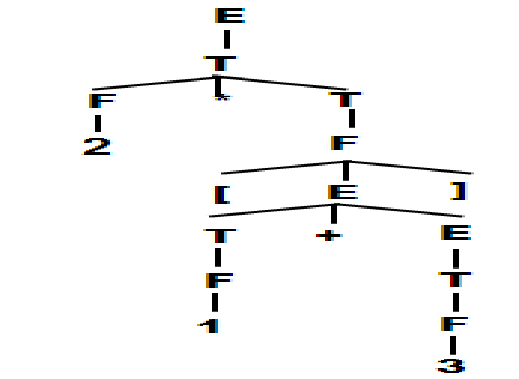 E
T
F * T
2 F
[ E ]
T + E
F T
1 F
3